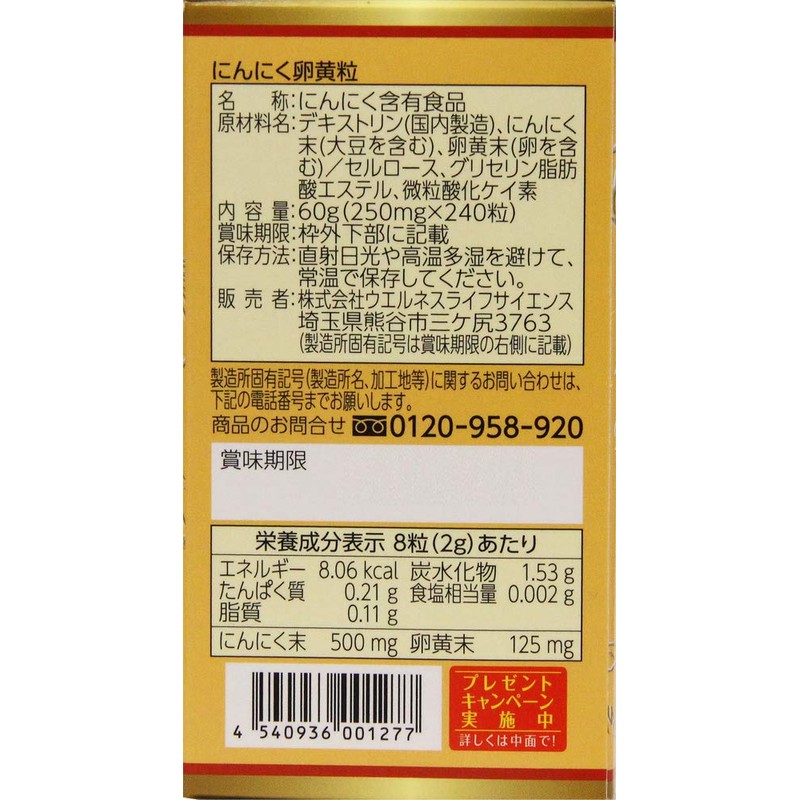 にんにく卵黄粒
名　　称:にんにく含有食品
原材料名:デキストリン(国内製造)、にんにく
末(大豆を含む)、卵黄末(卵を含
む)／セルロース、グリセリン脂肪
酸エステル、微粒酸化ケイ素
内 容 量:60g(250mg×240粒)
賞味期限:枠外下部に記載
保存方法:直射日光や高温多湿を避けて、
常温で保存してください。
販 売 者:株式会社ウエルネスライフサイエンス
埼玉県熊谷市三ケ尻3763
(製造所固有記号は賞味期限の右側に記載)
製造所固有記号(製造所名、加工地等)に関するお問い合わせは、
下記の電話番号までお願いします。
商品のお問合せ 0120-958-920
賞味期限
栄養成分表示 8粒(2g)あたり
エネルギー 8.06 kcal 炭水化物 1.53 g
たんぱく質 0.21 g 食塩相当量 0.002 g
脂質 0.11 g
にんにく末 500 mg 卵黄末 125 mg
プレゼント
キャンペーン
実施中
詳しくは中面で!
4 540936 001277